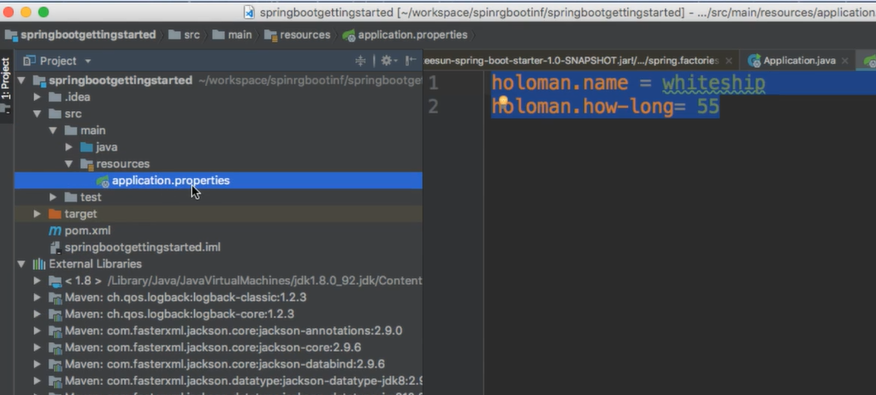 springbootgettingstarted [~/workspace/spinrgbootinf/springbootgettingstarted] – .../src/main/resources/application.
springbootgettingstarted src main resources application.properties
1: Project
Project
eesun-spring-boot-starter-1.0-SNAPSHOT.jar!/.../spring.factories
Application.java
springbootgettingstarted ~/workspace/spinrgbootinf/springbootget
.idea
src
main
java
resources
application.properties
test
target
pom.xml
springbootgettingstarted.iml
External Libraries
< 1.8 > /Library/Java/JavaVirtualMachines/jdk1.8.0_92.jdk/Content
Maven: ch.qos.logback:logback-classic:1.2.3
Maven: ch.qos.logback:logback-core:1.2.3
Maven: com.fasterxml.jackson.core:jackson-annotations:2.9.0
Maven: com.fasterxml.jackson.core:jackson-core:2.9.6
Maven: com.fasterxml.jackson.core:jackson-databind:2.9.6
Maven: com.fasterxml.jackson.datatype:jackson-datatype-jdk8:2.9
1 holoman.name = whiteship
2 holoman.how-long= 55